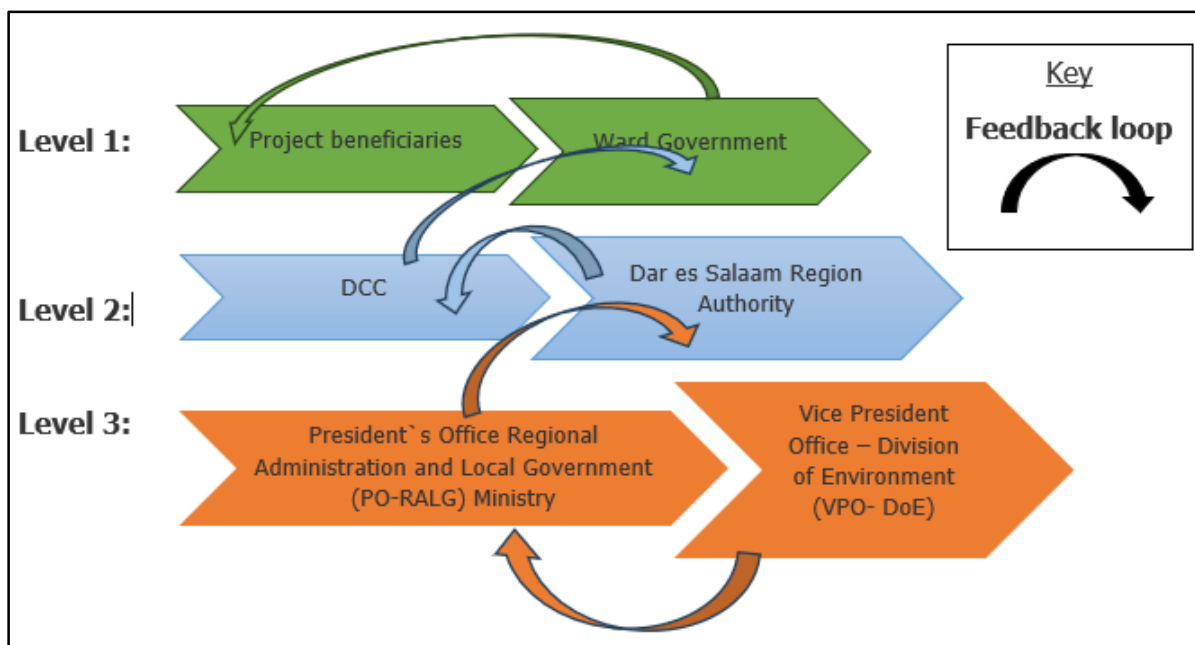 Key
Feedback loop
Level 1:
Project beneficiaries
Ward Government
Level 2:
DCC
Dar es Salaam Region
Authority
Level 3:
President`s Office Regional
Administration and Local Government
(PO-RALG) Ministry
Vice President
Office – Division
of Environment
(VPO- DoE)